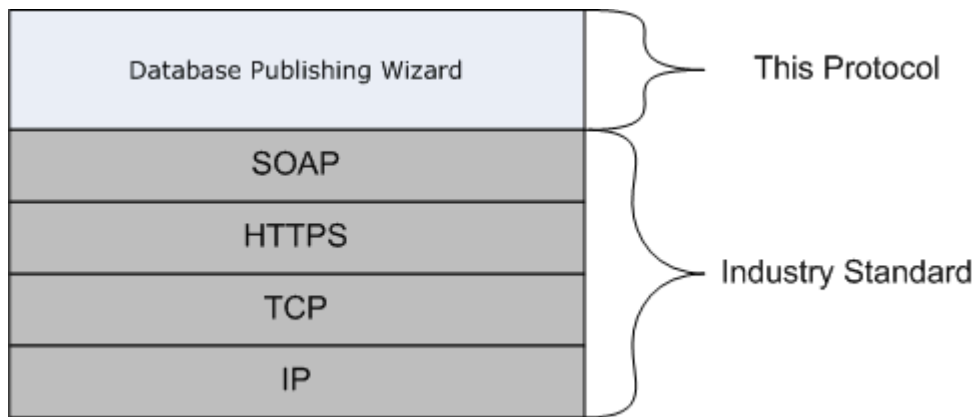 Database Publishing Wizard
This Protocol
SOAP
HTTPS
TCP
IP
Industry Standard